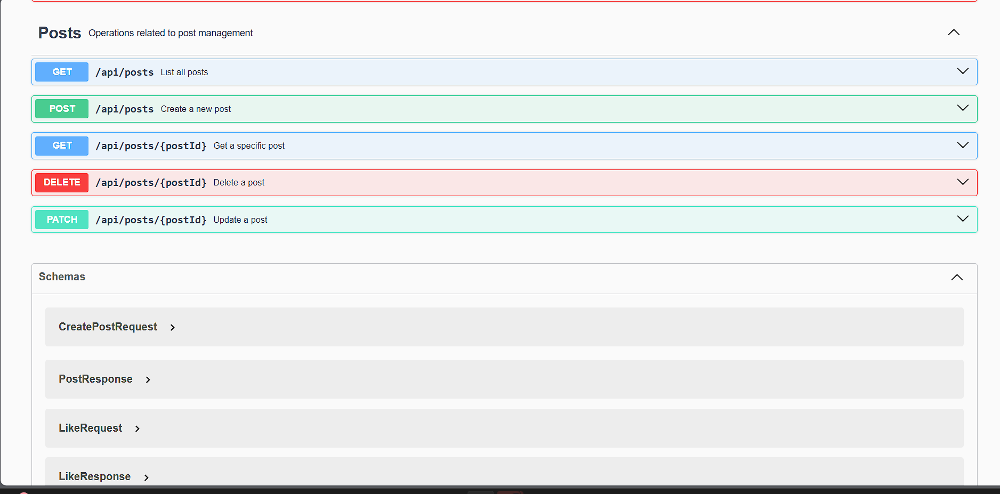 Posts Operations related to post management
GET /api/posts List all posts
POST /api/posts Create a new post
GET /api/posts/{postId} Get a specific post
DELETE /api/posts/{postId} Delete a post
PATCH /api/posts/{postId} Update a post
Schemas
CreatePostRequest
PostResponse
LikeRequest
LikeResponse